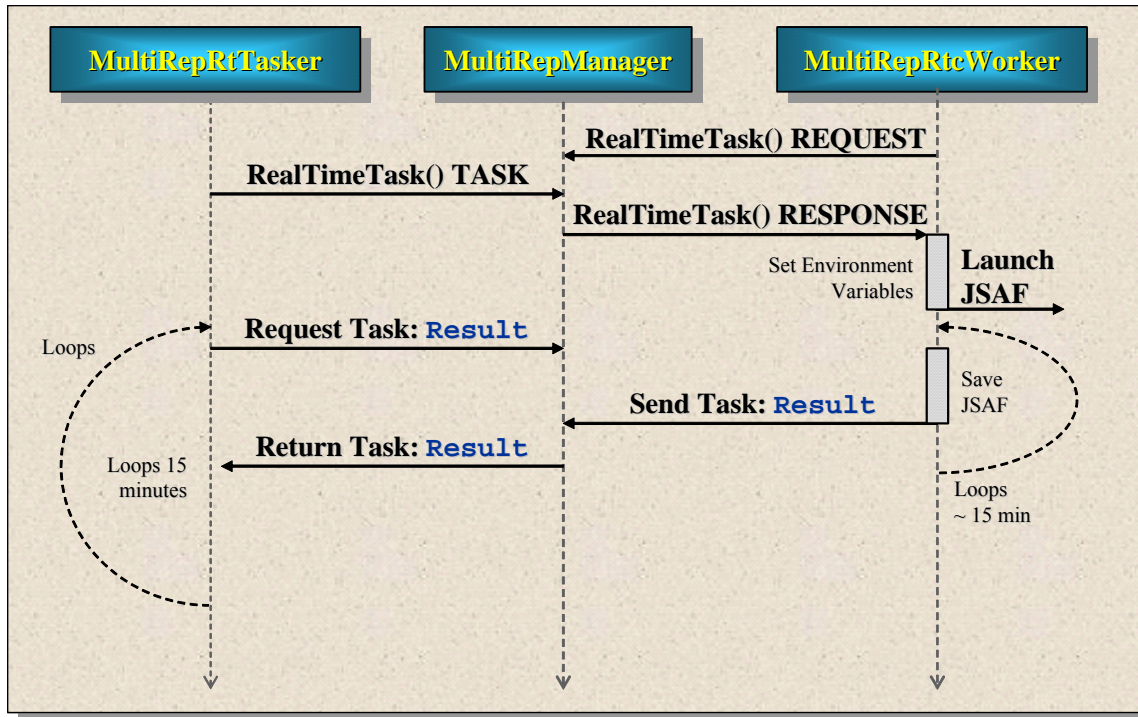 MultiRepRtTasker
MultiRepManager
MultiRepRtcWorker
RealTimeTask() REQUEST
RealTimeTask() TASK
RealTimeTask() RESPONSE
Set Environment
Variables
Launch
JSAF
Loops
Request Task: Result
Save
JSAF
Send Task: Result
Return Task: Result
Loops 15
minutes
Loops
~ 15 min